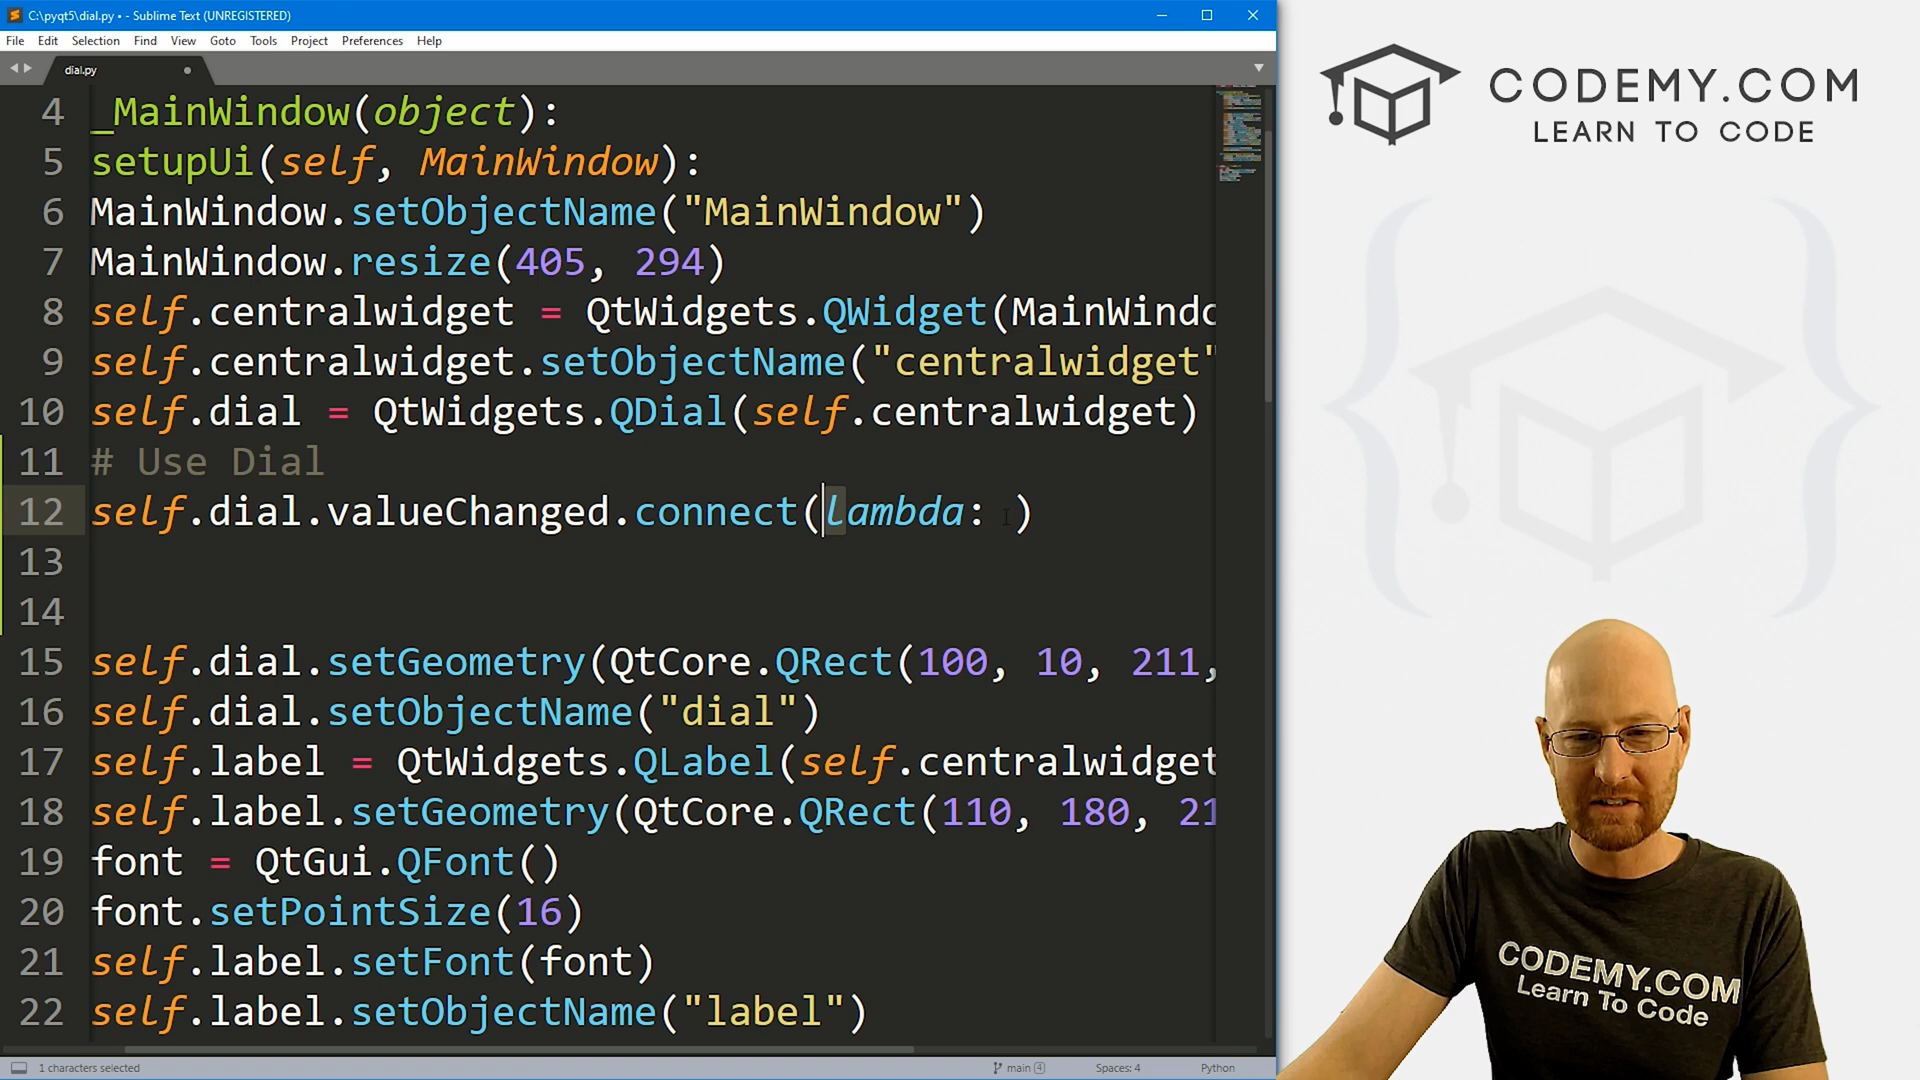 C:\pyqt5\dial.py • - Sublime Text (UNREGISTERED)
File Edit Selection Find View Goto Tools Project Preferences Help
dial.py
4 _MainWindow(object):
5 setupUi(self, MainWindow):
6 MainWindow.setObjectName("MainWindow")
7 MainWindow.resize(405, 294)
8 self.centralwidget = QtWidgets.QWidget(MainWindo
9 self.centralwidget.setObjectName("centralwidget"
10 self.dial = QtWidgets.QDial(self.centralwidget)
11 # Use Dial
12 self.dial.valueChanged.connect(lambda: )
13
14
15 self.dial.setGeometry(QtCore.QRect(100, 10, 211,
16 self.dial.setObjectName("dial")
17 self.label = QtWidgets.QLabel(self.centralwidget
18 self.label.setGeometry(QtCore.QRect(110, 180, 21
19 font = QtGui.QFont()
20 font.setPointSize(16)
21 self.label.setFont(font)
22 self.label.setObjectName("label")
1 characters selected
main 4
Spaces: 4
Python
CODEMY.COM
LEARN TO CODE
CODEMY.COM
Learn To Code